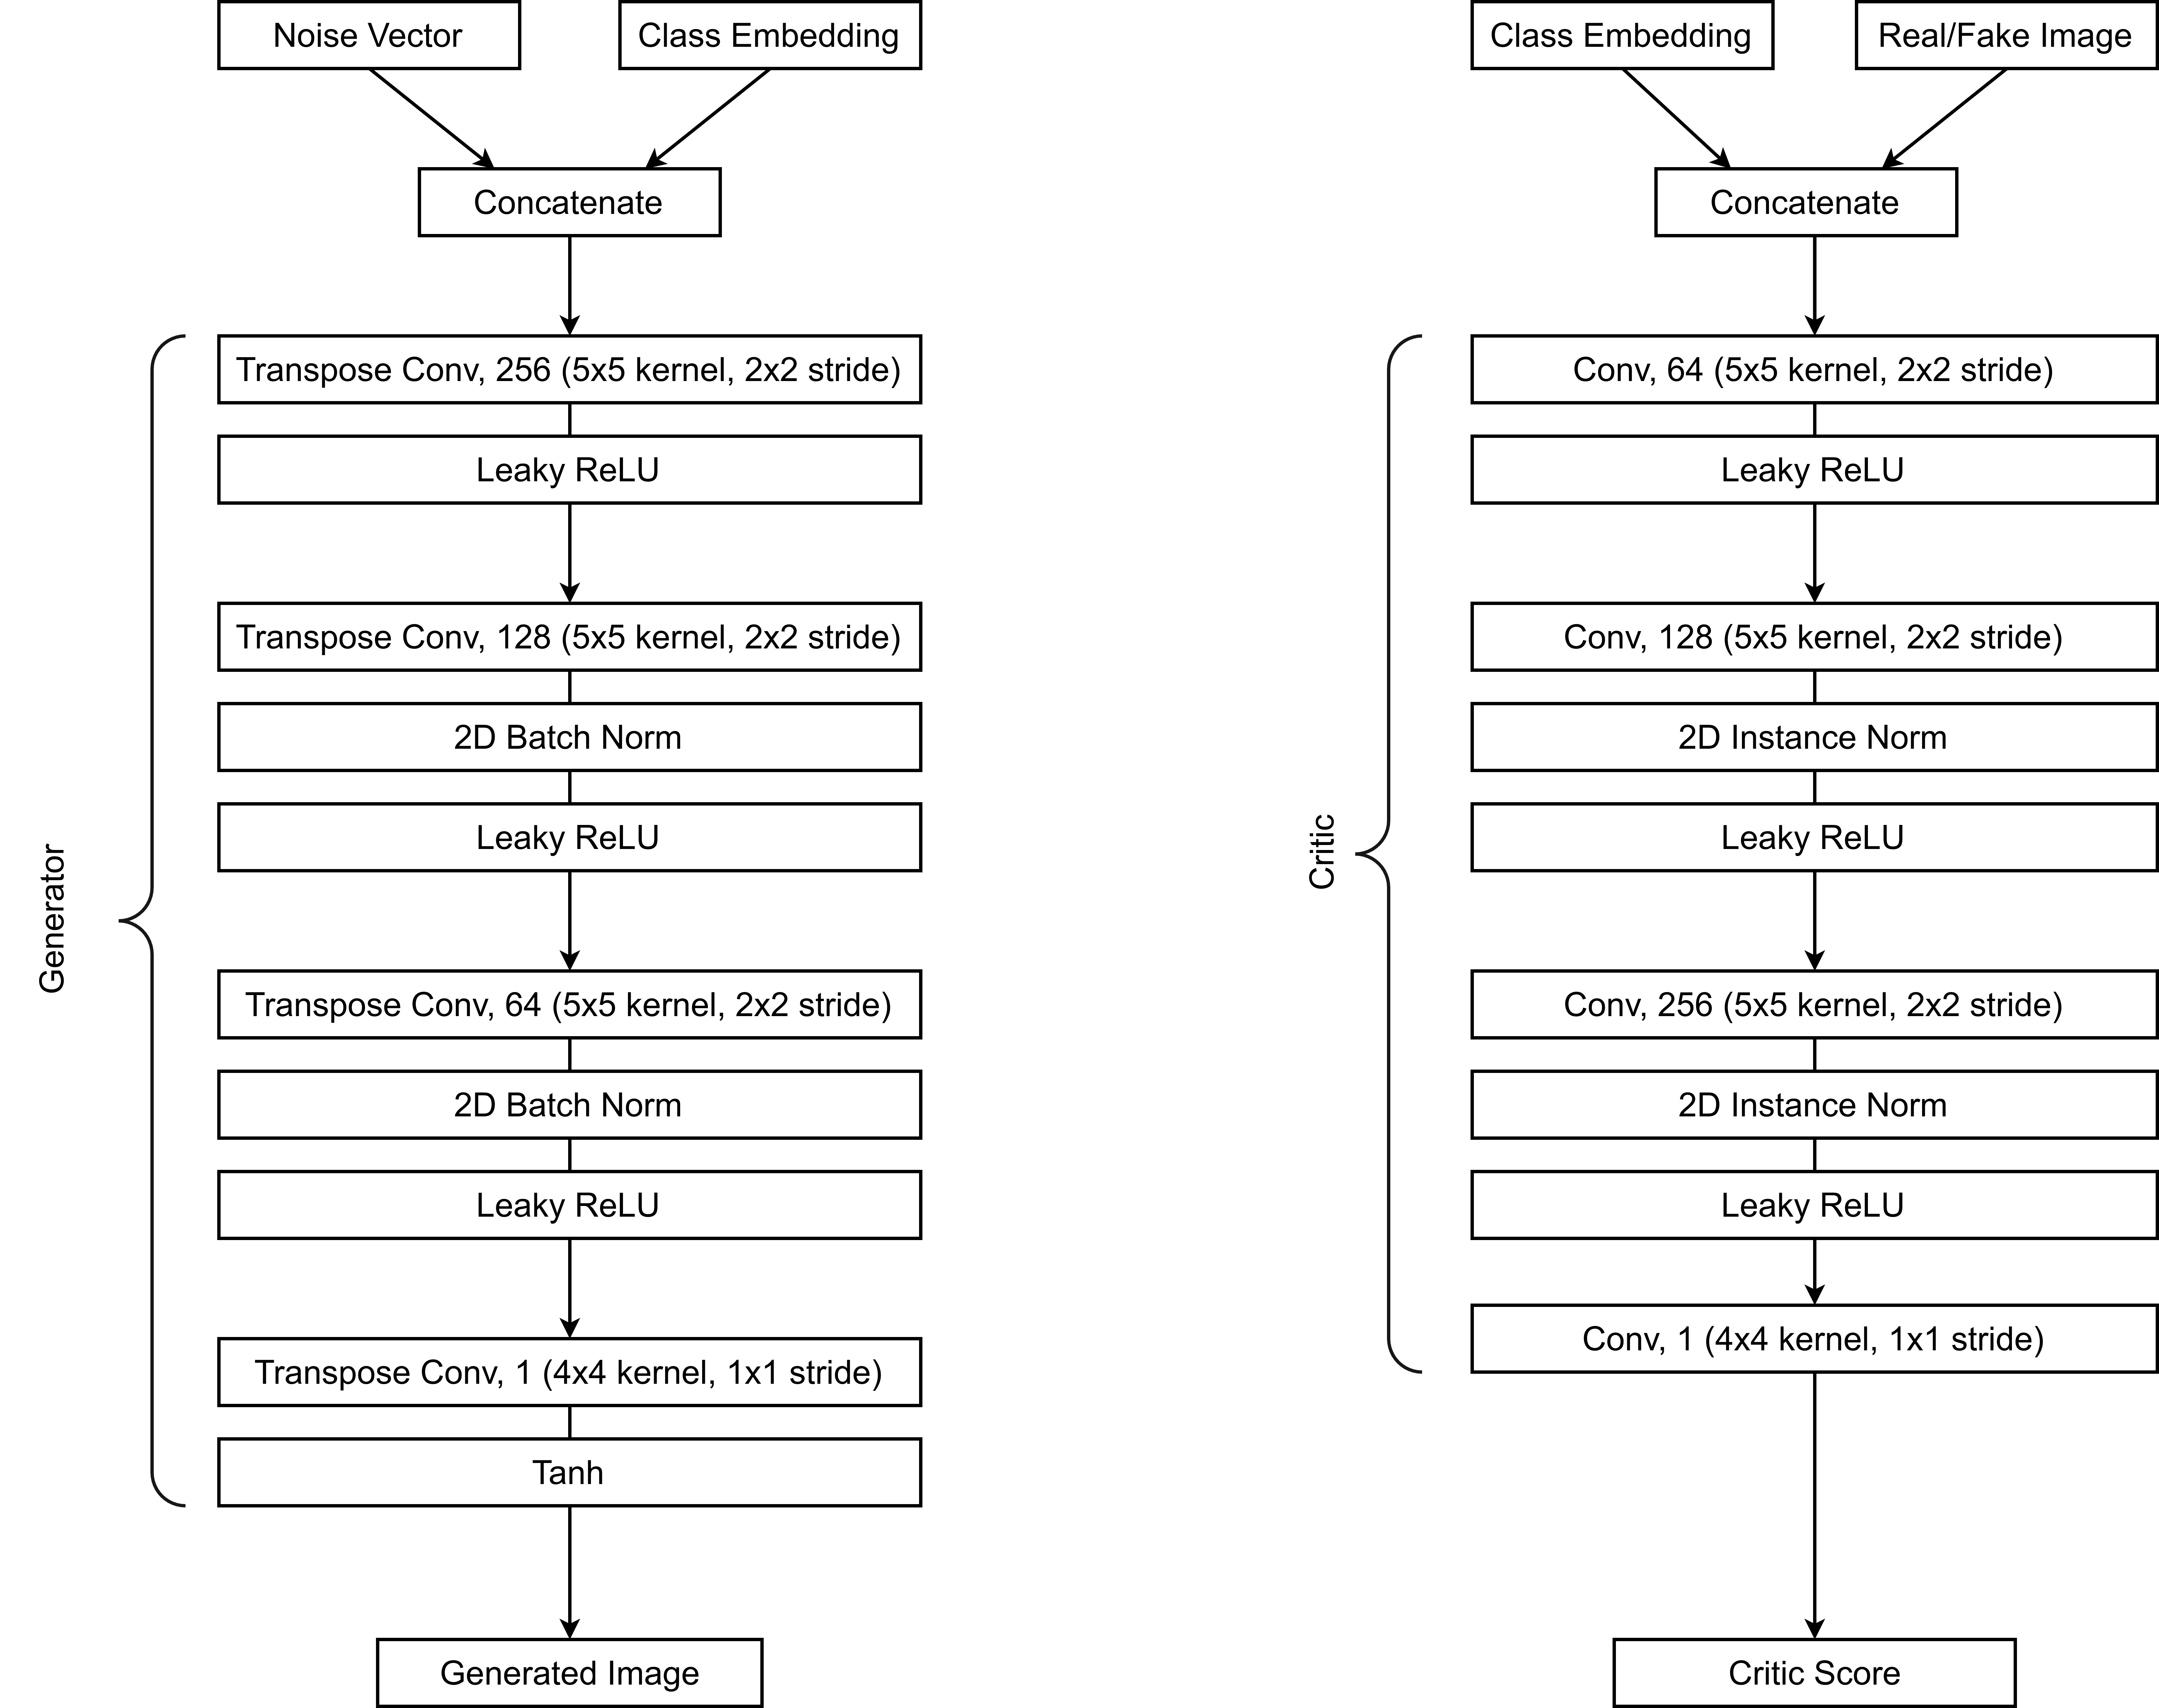 Noise Vector
Class Embedding
Concatenate
Generator
Transpose Conv, 256 (5x5 kernel, 2x2 stride)
Leaky ReLU
Transpose Conv, 128 (5x5 kernel, 2x2 stride)
2D Batch Norm
Leaky ReLU
Transpose Conv, 64 (5x5 kernel, 2x2 stride)
2D Batch Norm
Leaky ReLU
Transpose Conv, 1 (4x4 kernel, 1x1 stride)
Tanh
Generated Image
Class Embedding
Real/Fake Image
Concatenate
Critic
Conv, 64 (5x5 kernel, 2x2 stride)
Leaky ReLU
Conv, 128 (5x5 kernel, 2x2 stride)
2D Instance Norm
Leaky ReLU
Conv, 256 (5x5 kernel, 2x2 stride)
2D Instance Norm
Leaky ReLU
Conv, 1 (4x4 kernel, 1x1 stride)
Critic Score